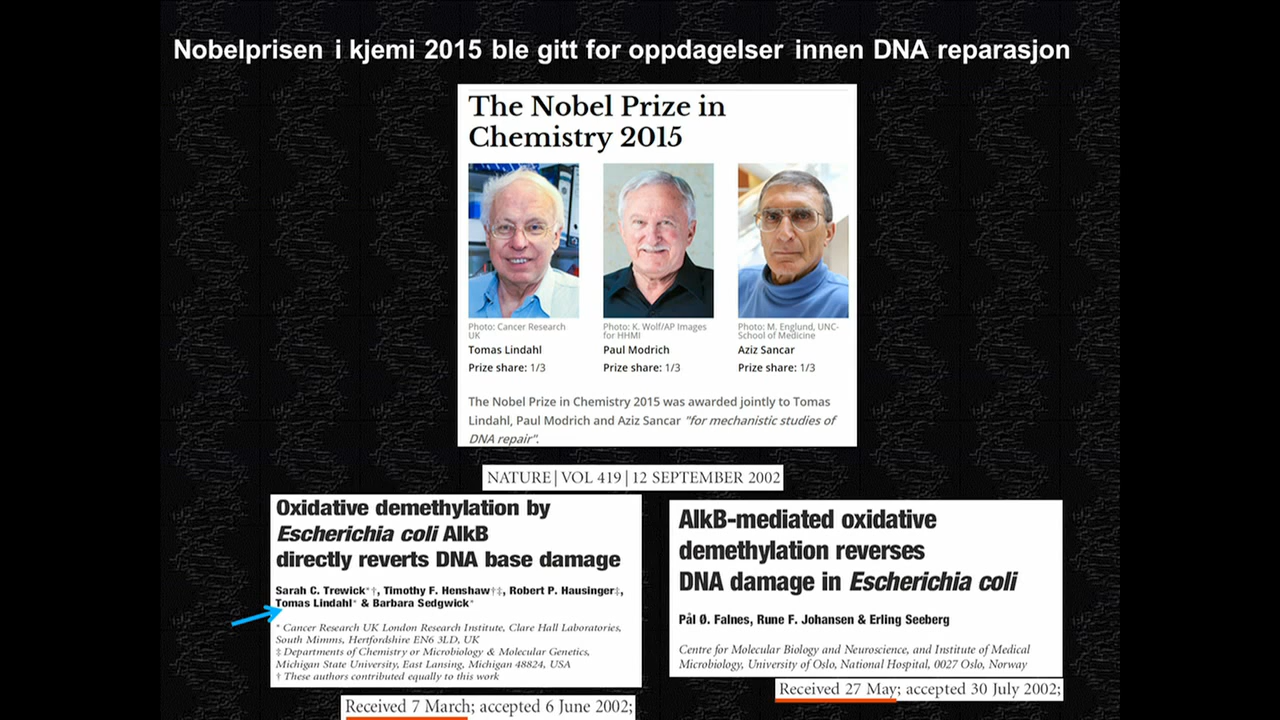 Nobelprisen i kjemi 2015 ble gitt for oppdagelser innen DNA reparasjon
The Nobel Prize in
Chemistry 2015
Photo: Cancer Research
UK
Tomas Lindahl
Prize share: 1/3
Photo: K. Wolf/AP Images
for HHMI
Paul Modrich
Prize share: 1/3
Photo: M. Englund, UNC-
School of Medicine
Aziz Sancar
Prize share: 1/3
The Nobel Prize in Chemistry 2015 was awarded jointly to Tomas
Lindahl, Paul Modrich and Aziz Sancar "for mechanistic studies of
DNA repair".
NATURE | VOL 419 | 12 SEPTEMBER 2002
Oxidative demethylation by
Escherichia coli AlkB
directly reverts DNA base damage
Sarah C. Trewick*†, Timothy F. Henshaw†‡, Robert P. Hausinger‡,
Tomas Lindahl* & Barbara Sedgwick*
* Cancer Research UK London Research Institute, Clare Hall Laboratories,
South Mimms, Hertfordshire EN6 3LD, UK
‡ Departments of Chemistry or Microbiology & Molecular Genetics,
Michigan State University, East Lansing, Michigan 48824, USA
† These authors contributed equally to this work
Received 7 March; accepted 6 June 2002;
AlkB-mediated oxidative
demethylation reverses
DNA damage in Escherichia coli
Pål Ø. Falnes, Rune F. Johansen & Erling Seeberg
Centre for Molecular Biology and Neuroscience, and Institute of Medical
Microbiology, University of Oslo, National Hospital, 0027 Oslo, Norway
Received 27 May; accepted 30 July 2002;